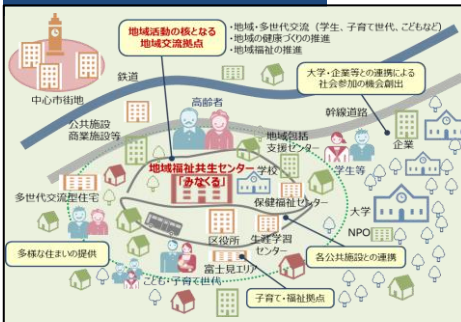 地域活動の核となる
地域交流拠点
・地域・多世代交流（学生、子育て世代、こどもなど）
・地域の健康づくりの推進
・地域福祉の推進
大学・企業等との連携による
社会参加の機会創出
中心市街地
鉄道
高齢者
幹線道路
公共施設
商業施設等
地域包括
支援センター
企業
地域福祉共生センター
「みなくる」
学校
学生等
多世代交流型住宅
保健福祉センター
大学
NPO
区役所
生涯学習
センター
多様な住まいの提供
富士見エリア
各公共施設との連携
こども・子育て世代
子育て・福祉拠点